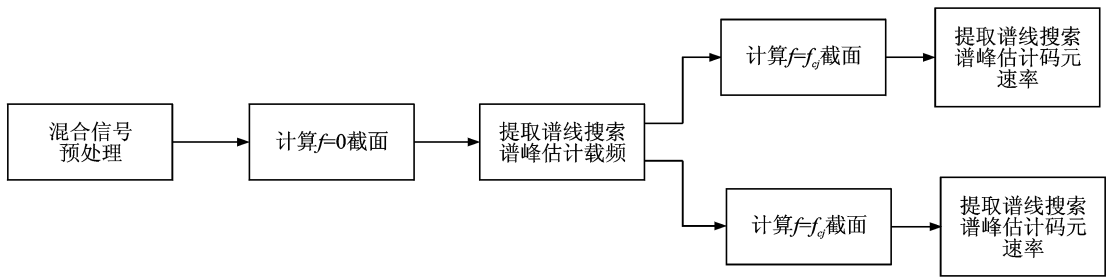 混合信号
预处理
计算f=0截面
提取谱线搜索
谱峰估计载频
计算f=fcj截面
提取谱线搜索
谱峰估计码元
速率
计算f=fcj截面
提取谱线搜索
谱峰估计码元
速率